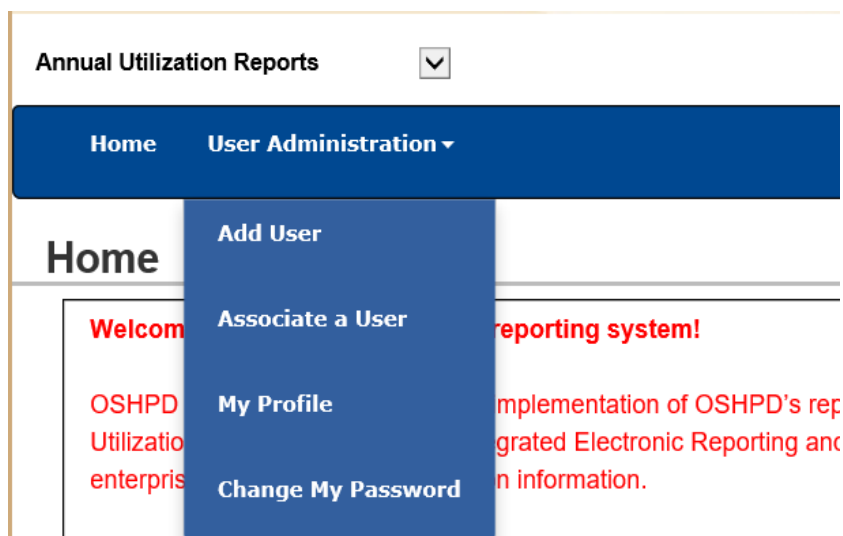 Annual Utilization Reports
Home User Administration
Add User
Home
Associate a User
Welcom reporting system!
My Profile
OSHPD mplementation of OSHPD's rep
Utilizatio grated Electronic Reporting and
Change My Password
enterpris n information.